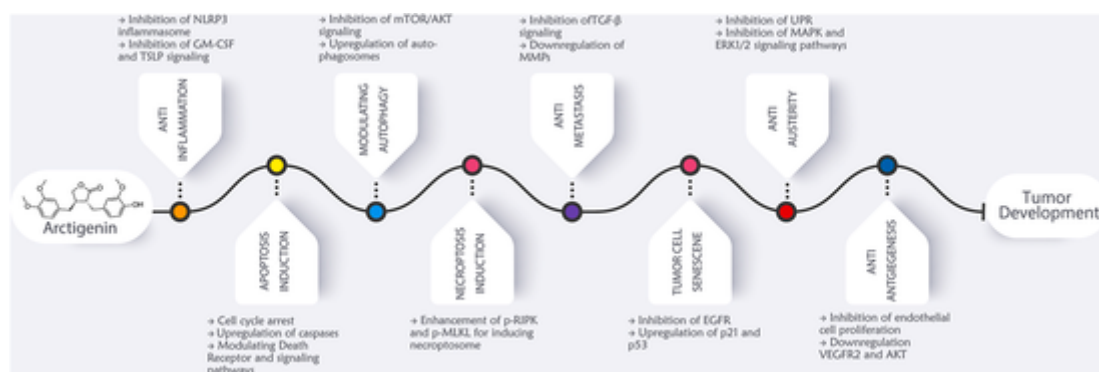 → Inhibition of NLRP3
inflammasome
→ Inhibition of GM-CSF
and TSLP signaling
ANTI
INFLAMMATION
→ Inhibition of mTOR/AKT
signaling
→ Upregulation of auto-
phagosomes
MODULATING
AUTOPHAGY
→ Inhibition ofTGF-β
signaling
→ Downregulation of
MMPs
ANTI
METASTASIS
→ Inhibition of UPR
→ Inhibition of MAPK and
ERK1/2 signaling pathways
ANTI
AUSTERITY
OH
Arctigenin
Tumor
Development
APOPTOSIS
INDUCTION
→ Cell cycle arrest
→ Upregulation of caspases
→ Modulating Death
Receptor and signaling
pathways
NECROPTOSIS
INDUCTION
→ Enhancement of p-RIPK
and p-MLKL for inducing
necroptosome
TUMOR CELL
SENESCENE
→ Inhibition of EGFR
→ Upregulation of p21 and
p53
ANTI
ANTGIEGENESIS
→ Inhibition of endothelial
cell proliferation
→ Downregulation
VEGFR2 and AKT